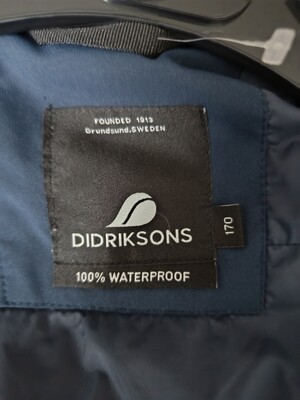 FOUNDED 1913
Grundsund.SWEDEN
DIDRIKSONS
170
100% WATERPROOF